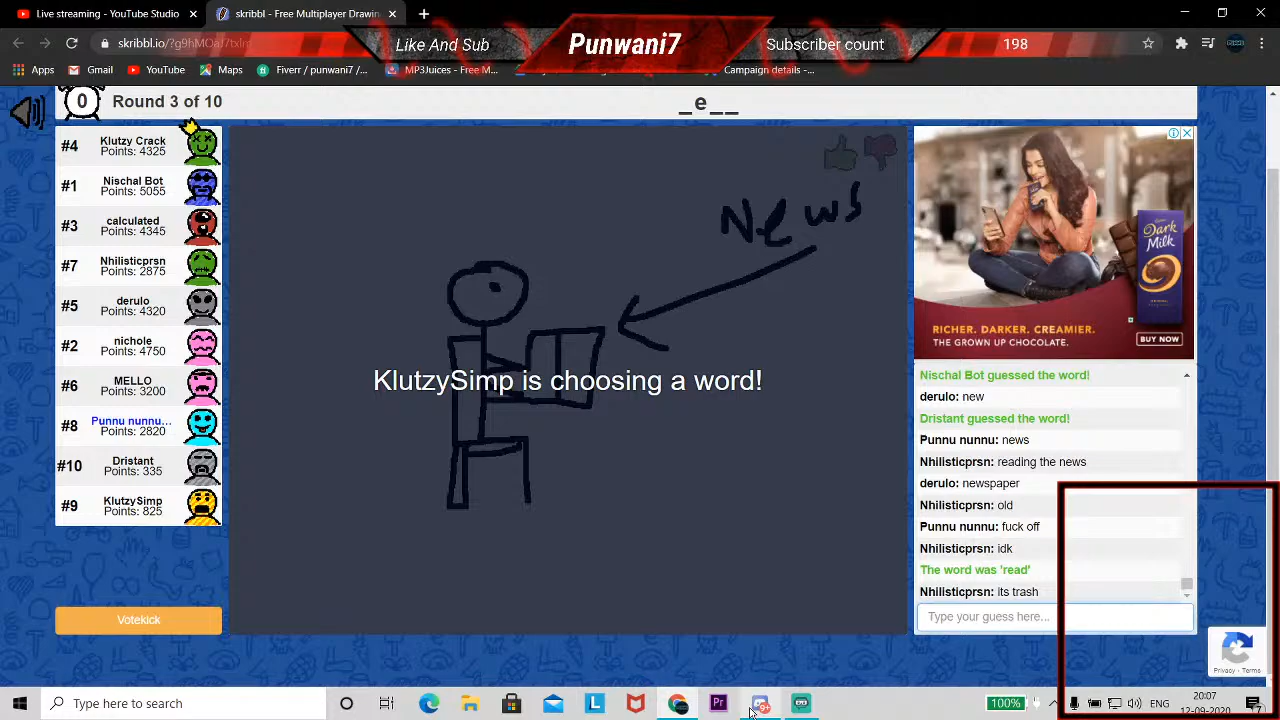 Live streaming - YouTube Studio
skribbl - Free Multiplayer Drawin
skribbl.io/?g9hMOaJ7txlm
Like And Sub
Punwani7
Subscriber count
198
Apps
Gmail
YouTube
Maps
Fiverr / punwani7 /...
MP3Juices - Free M...
Campaign details -...
0
Round 3 of 10
_e__
#4
Klutzy Crack
Points: 4325
#1
Nischal Bot
Points: 5055
#3
calculated
Points: 4345
#7
Nhilisticprsn
Points: 2875
#5
derulo
Points: 4320
#2
nichole
Points: 4750
#6
MELLO
Points: 3200
#8
Punnu nunnu...
Points: 2820
#10
Dristant
Points: 335
#9
KlutzySimp
Points: 825
Votekick
News
KlutzySimp is choosing a word!
Dark
Milk
RICHER. DARKER. CREAMIER.
THE GROWN UP CHOCOLATE.
BUY NOW
Nischal Bot guessed the word!
derulo: new
Dristant guessed the word!
Punnu nunnu: news
Nhilisticprsn: reading the news
derulo: newspaper
Nhilisticprsn: old
Punnu nunnu: fuck off
Nhilisticprsn: idk
The word was 'read'
Nhilisticprsn: Its trash
Type your guess here...
Privacy - Terms
Type here to search
100%
ENG
20:07
12-09-2020